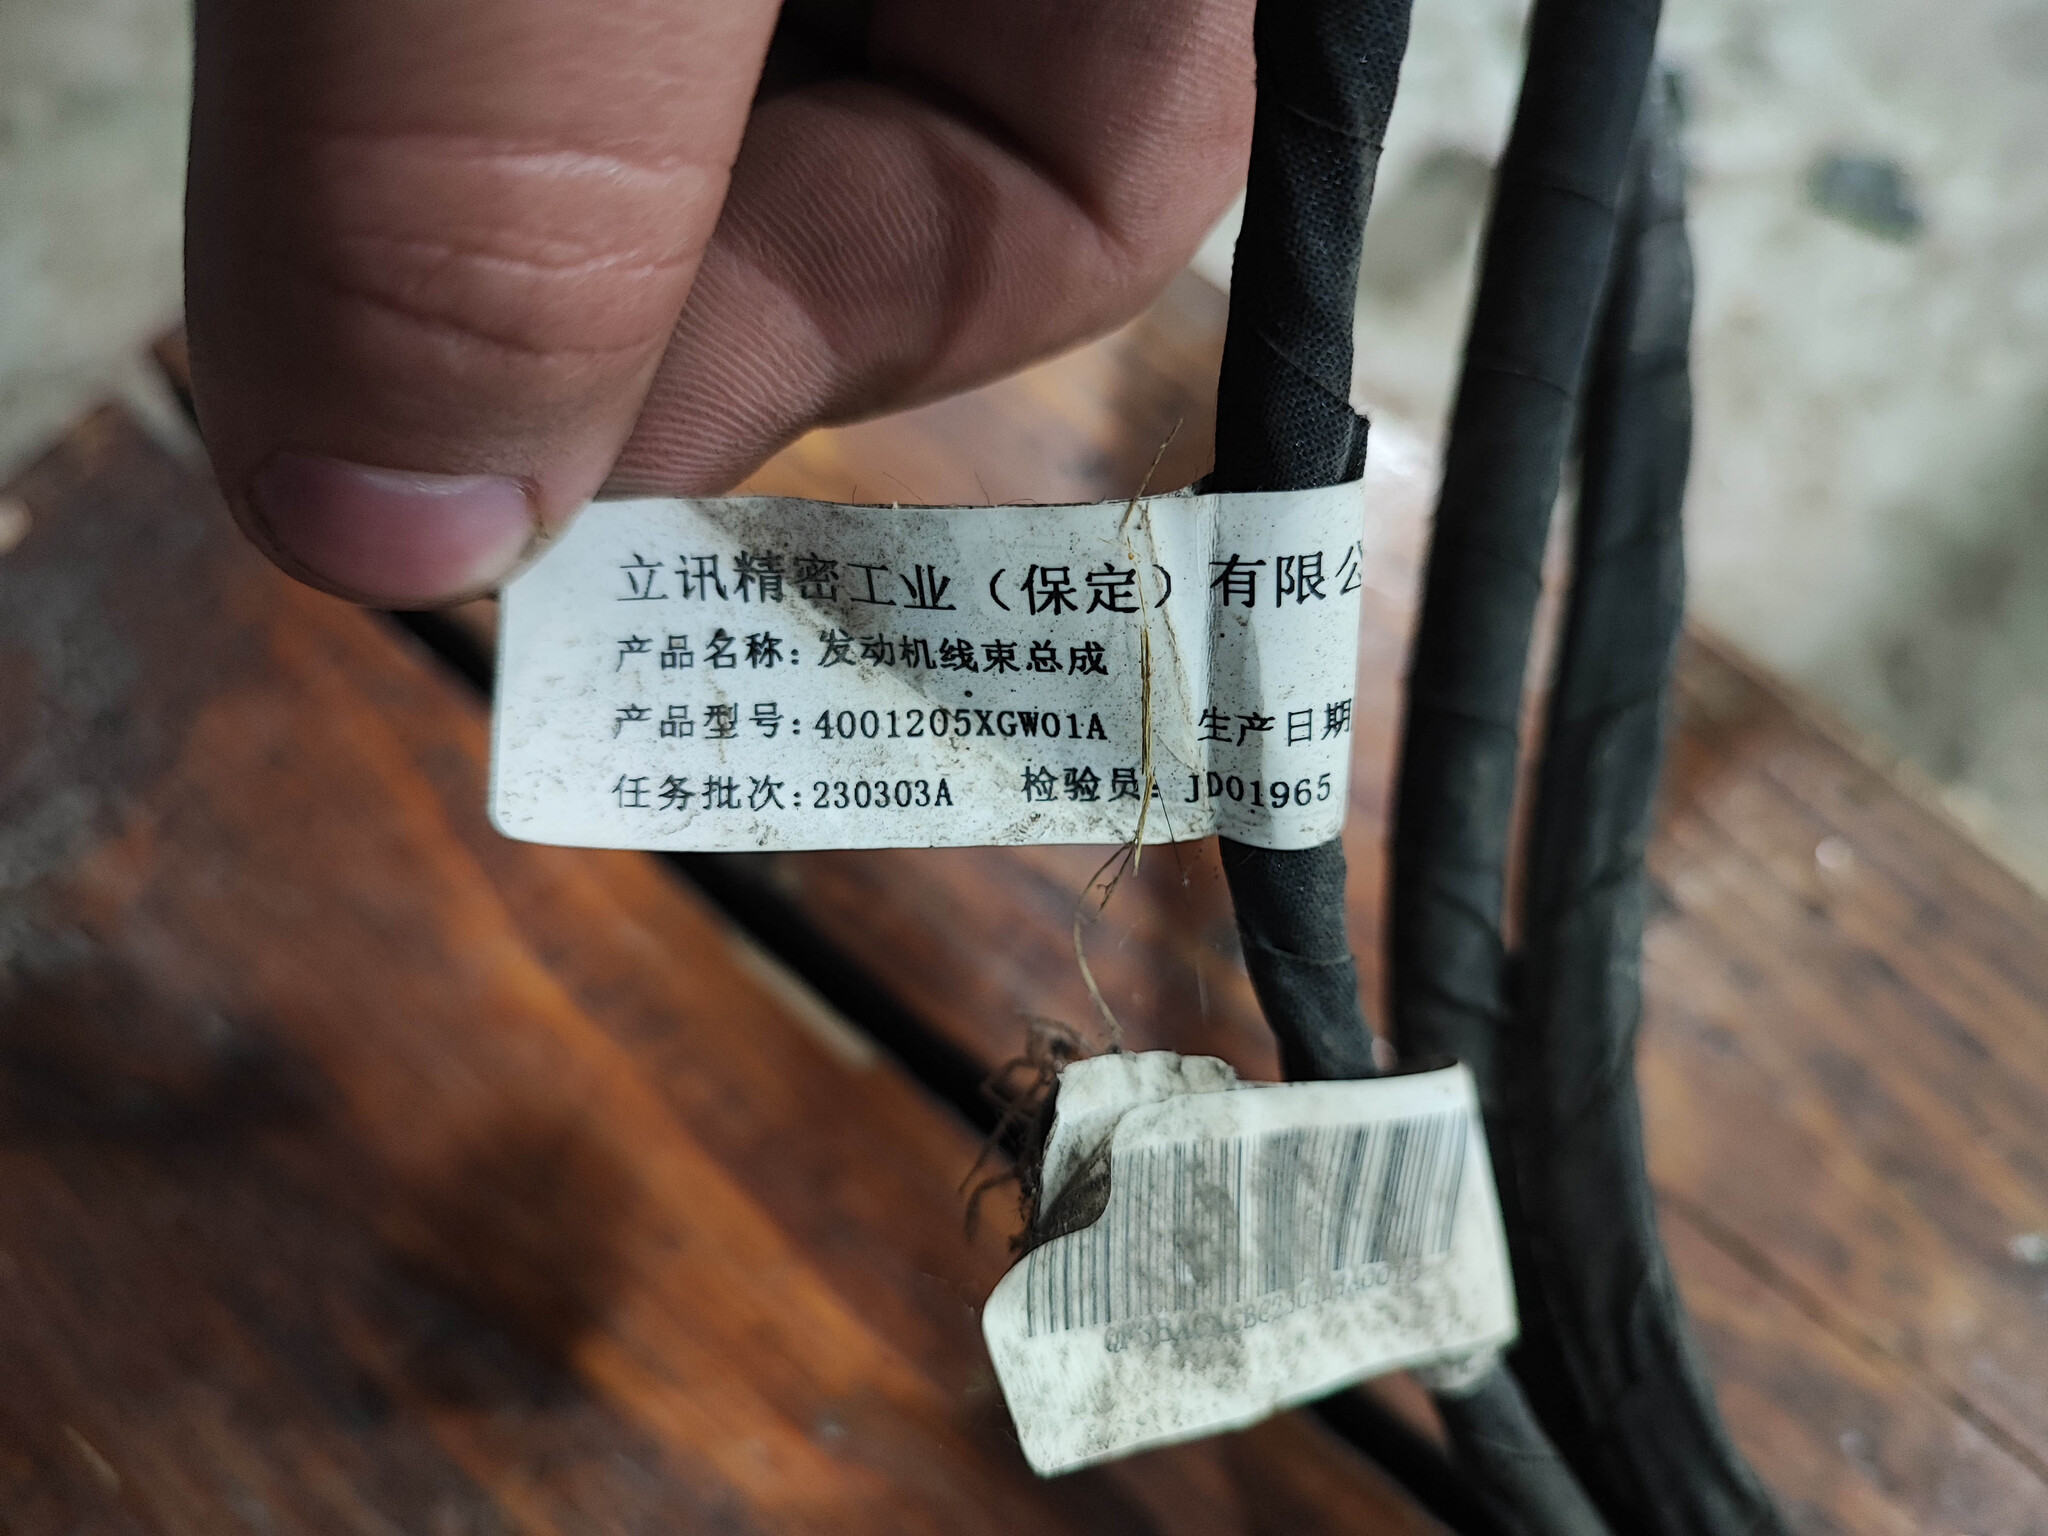 立讯精密工业（保定）有限公
产品名称:发动机线束总成
产品型号:4001205XGW01A 生产日期
任务批次:230303A 检验员: JD01965